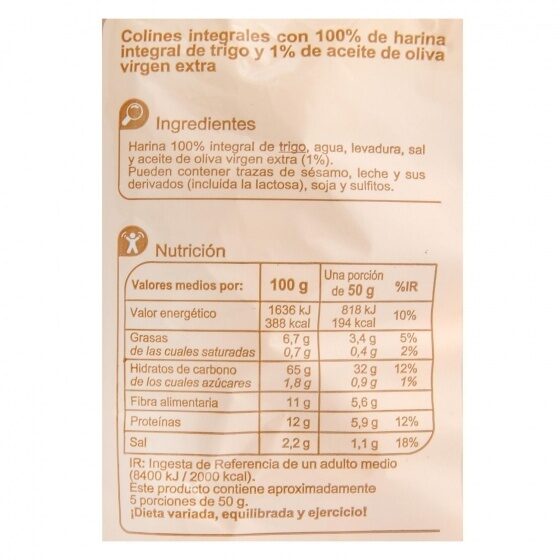 Colines integrales con 100% de harina
integral de trigo y 1% de aceite de oliva
virgen extra
Ingredientes
Harina 100% integral de trigo, agua, levadura, sal
y aceite de oliva virgen extra (1%).
Pueden contener trazas de sésamo, leche y sus
derivados (incluida la lactosa), soja y sulfitos.
Nutrición
Valores medios por: 100 g Una porción de 50 g %IR
Valor energético 1636 kJ 818 kJ 10%
388 kcal 194 kcal
Grasas 6,7 g 3,4 g 5%
de las cuales saturadas 0,7 g 0,4 g 2%
Hidratos de carbono 65 g 32 g 12%
de los cuales azúcares 1,8 g 0,9 g 1%
Fibra alimentaria 11 g 5,6 g
Proteínas 12 g 5,9 g 12%
Sal 2,2 g 1,1 g 18%
IR: Ingesta de Referencia de un adulto medio
(8400 kJ / 2000 kcal).
Este producto contiene aproximadamente
5 porciones de 50 g.
¡Dieta variada, equilibrada y ejercicio!